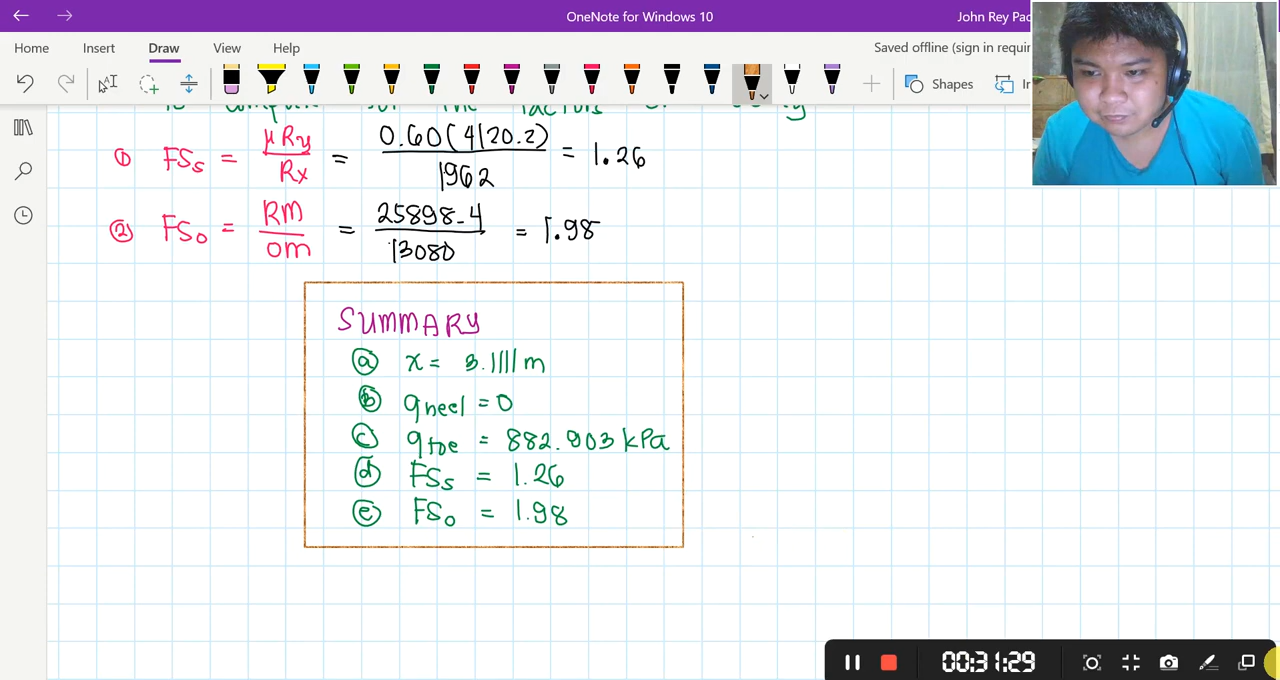 OneNote for Windows 10
John Rey Pac
Home Insert Draw View Help
Saved offline (sign in requir
Shapes
the factors
① FSs = μRy/Rx = 0.60(4120.2)/1962 = 1.26
② FSo = RM/OM = 25898.4/13080 = 1.98
SUMMARY
ⓐ x = 3.1111 m
ⓑ qheel = 0
ⓒ qtoe = 882.903 kPa
ⓓ FSs = 1.26
ⓔ FSo = 1.98
00:31:29